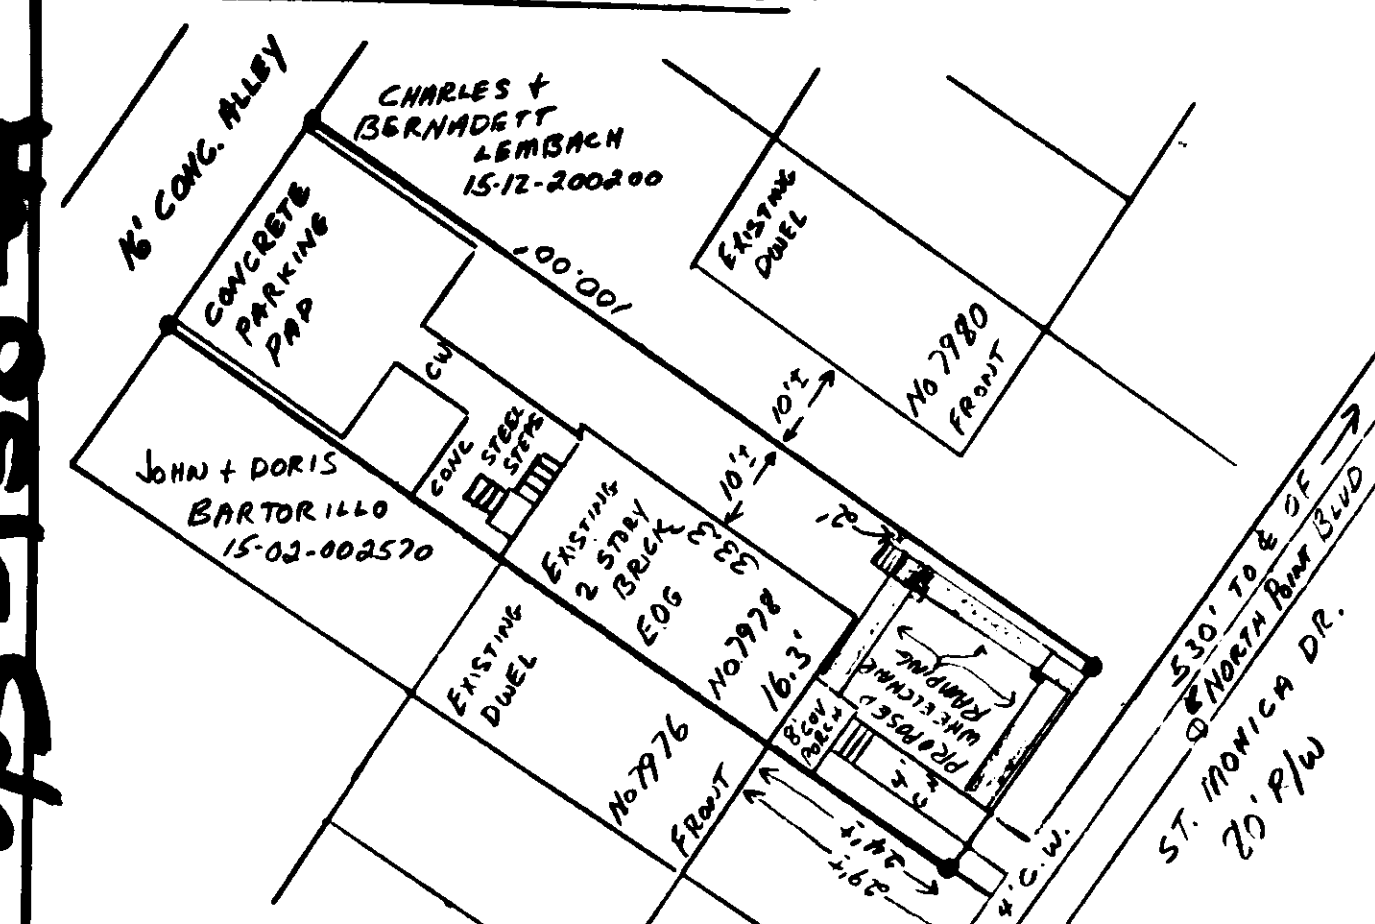 16' CONC. ALLEY
CHARLES +
BERNADETT
LEMBACH
15-12-200200
CONCRETE
PARKING
PAD
100.00'
EXISTING
DWEL
No 7980
FRONT
10'±
10'±
CW
CONC
STEEL
STEPS
JOHN + DORIS
BARTORILLO
15-02-002570
EXISTING
2 STORY
BRICK
EOG
33.3
No. 7978
16.3'
2'
PROPOSED
WHEELCHAIR
RAMPING
8' COV
PORCH
EXISTING
DWEL
No 7976
FRONT
24'±
29'±
4' C.W.
530' TO ₵ OF
NORTH POINT BLVD
ST. MONICA DR.
70' R/W